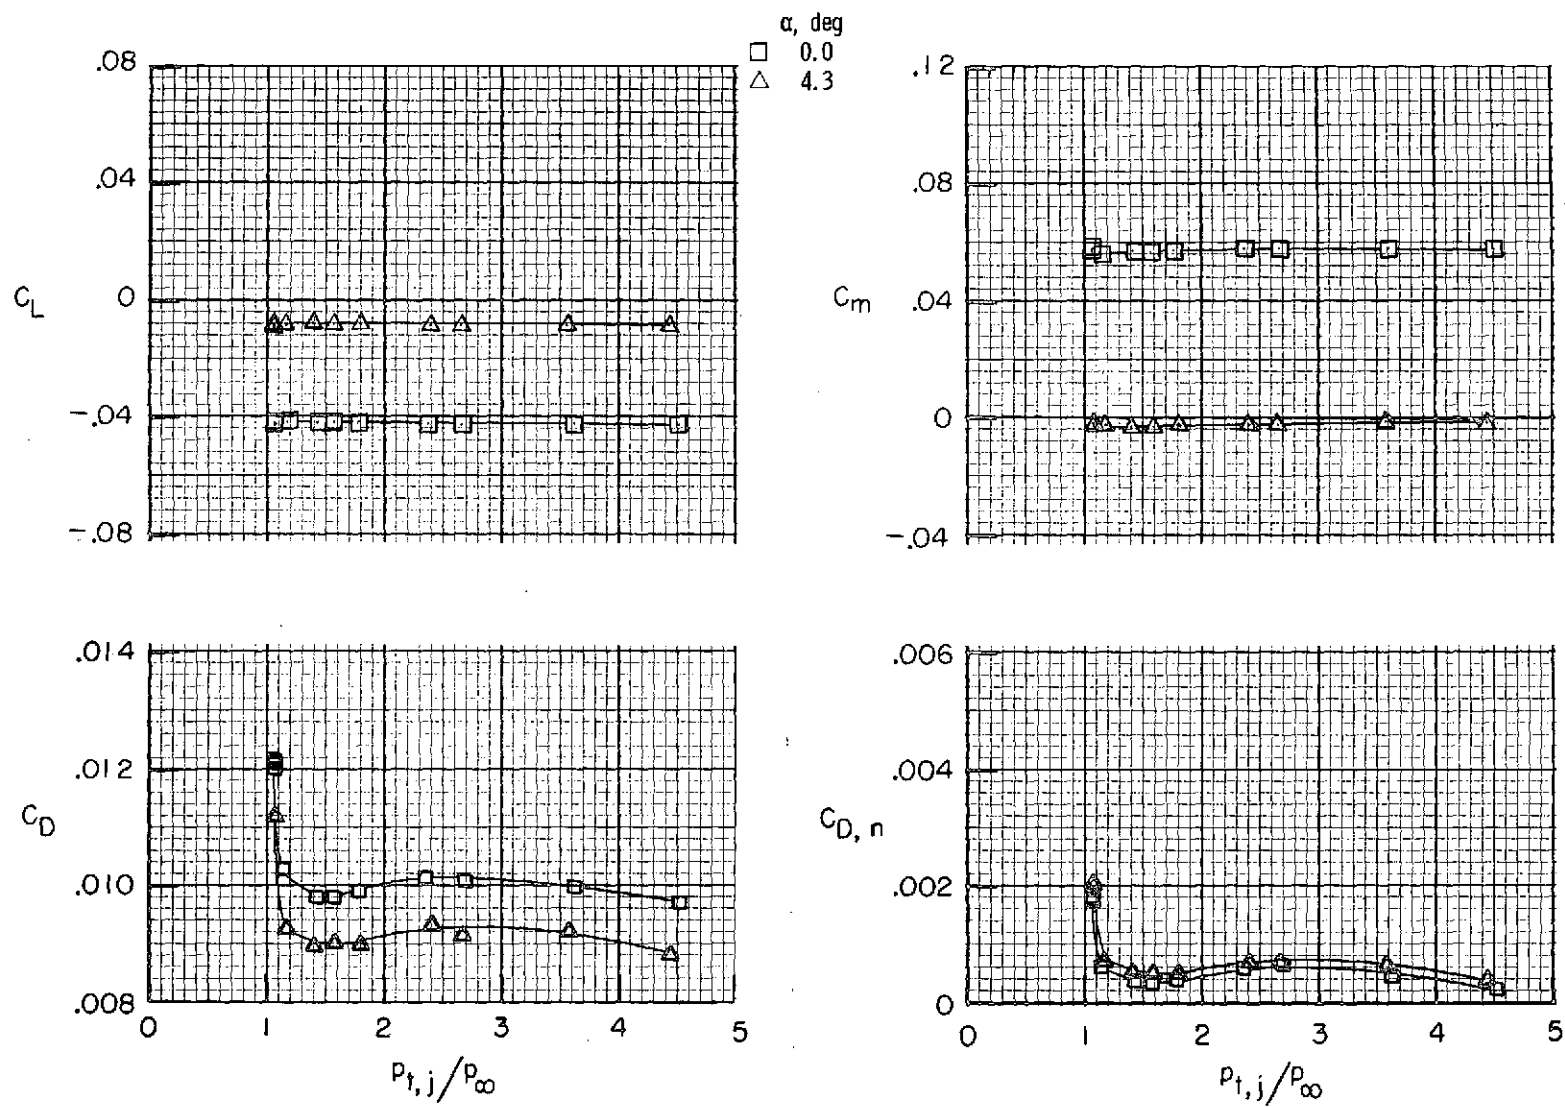 α, deg
□ 0.0
△ 4.3
.08
.04
0
-.04
-.08
C_L
.12
.08
.04
0
-.04
C_m
.014
.012
.010
.008
C_D
0 1 2 3 4 5
p_t,j/p_∞
.006
.004
.002
0
C_D, n
0 1 2 3 4 5
p_t,j/p_∞